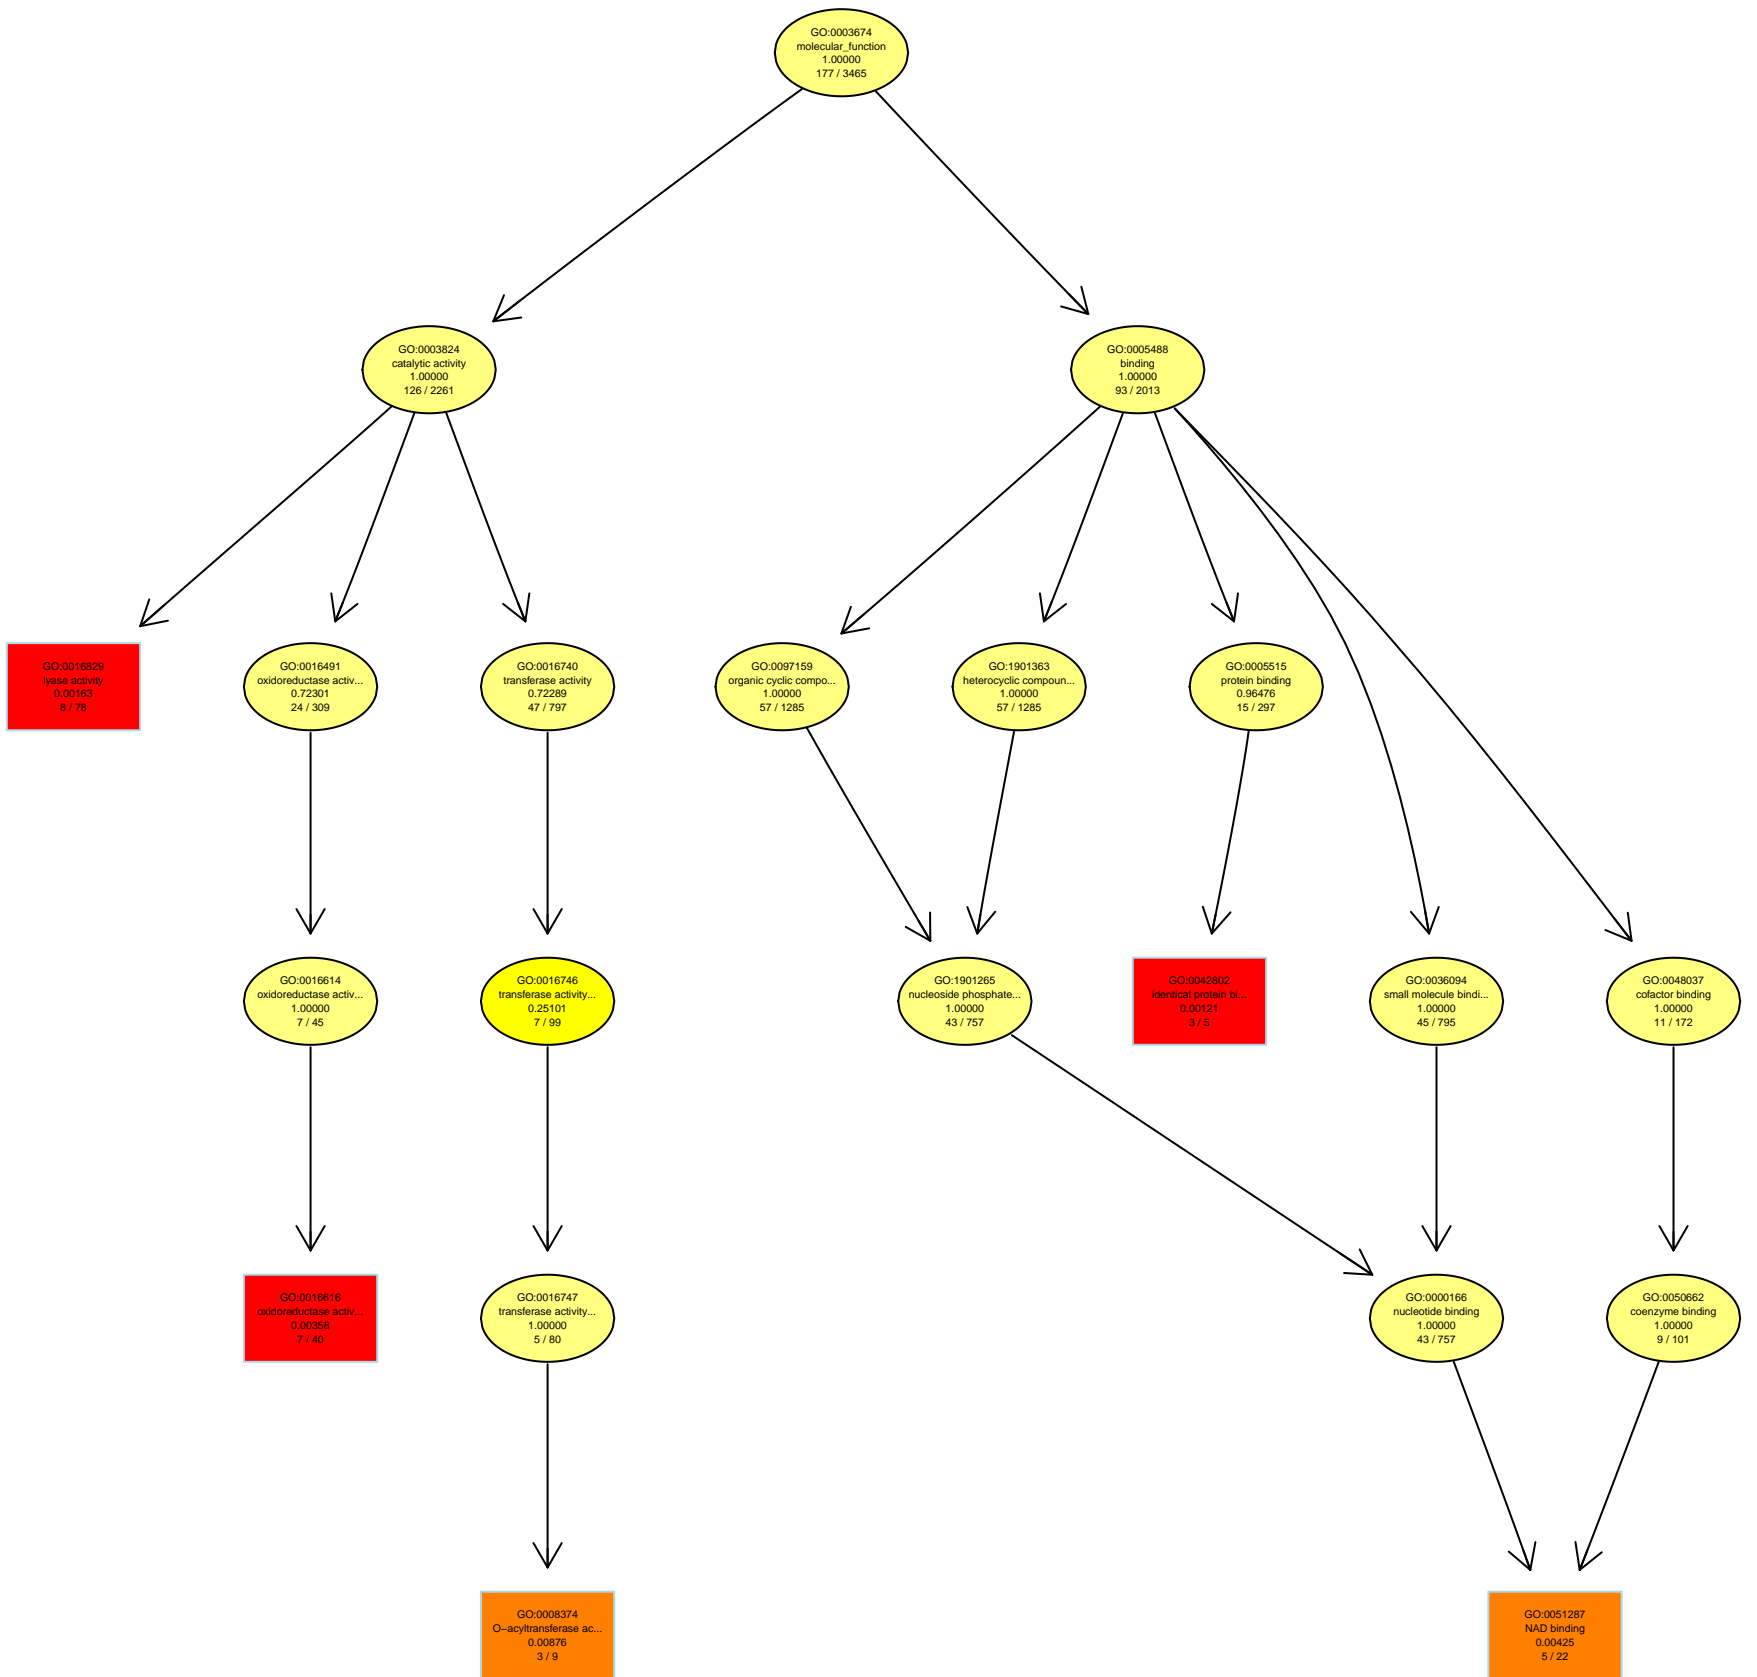 GO:0003674
molecular_function
1.00000
177 / 3465
GO:0003824
catalytic activity
1.00000
126 / 2261
GO:0005488
binding
1.00000
93 / 2013
GO:0016829
lyase activity
0.00163
8 / 78
GO:0016491
oxidoreductase activ...
0.72301
24 / 309
GO:0016740
transferase activity
0.72289
47 / 797
GO:0097159
organic cyclic compo...
1.00000
57 / 1285
GO:1901363
heterocyclic compoun...
1.00000
57 / 1285
GO:0005515
protein binding
0.96476
15 / 297
GO:0016614
oxidoreductase activ...
1.00000
7 / 45
GO:0016746
transferase activity...
0.25101
7 / 99
GO:1901265
nucleoside phosphate...
1.00000
43 / 757
GO:0042802
identical protein bi...
0.00121
3 / 5
GO:0036094
small molecule bindi...
1.00000
45 / 795
GO:0048037
cofactor binding
1.00000
11 / 172
GO:0016616
oxidoreductase activ...
0.00358
7 / 40
GO:0016747
transferase activity...
1.00000
5 / 80
GO:0000166
nucleotide binding
1.00000
43 / 757
GO:0050662
coenzyme binding
1.00000
9 / 101
GO:0008374
O−acyltransferase ac...
0.00876
3 / 9
GO:0051287
NAD binding
0.00425
5 / 22